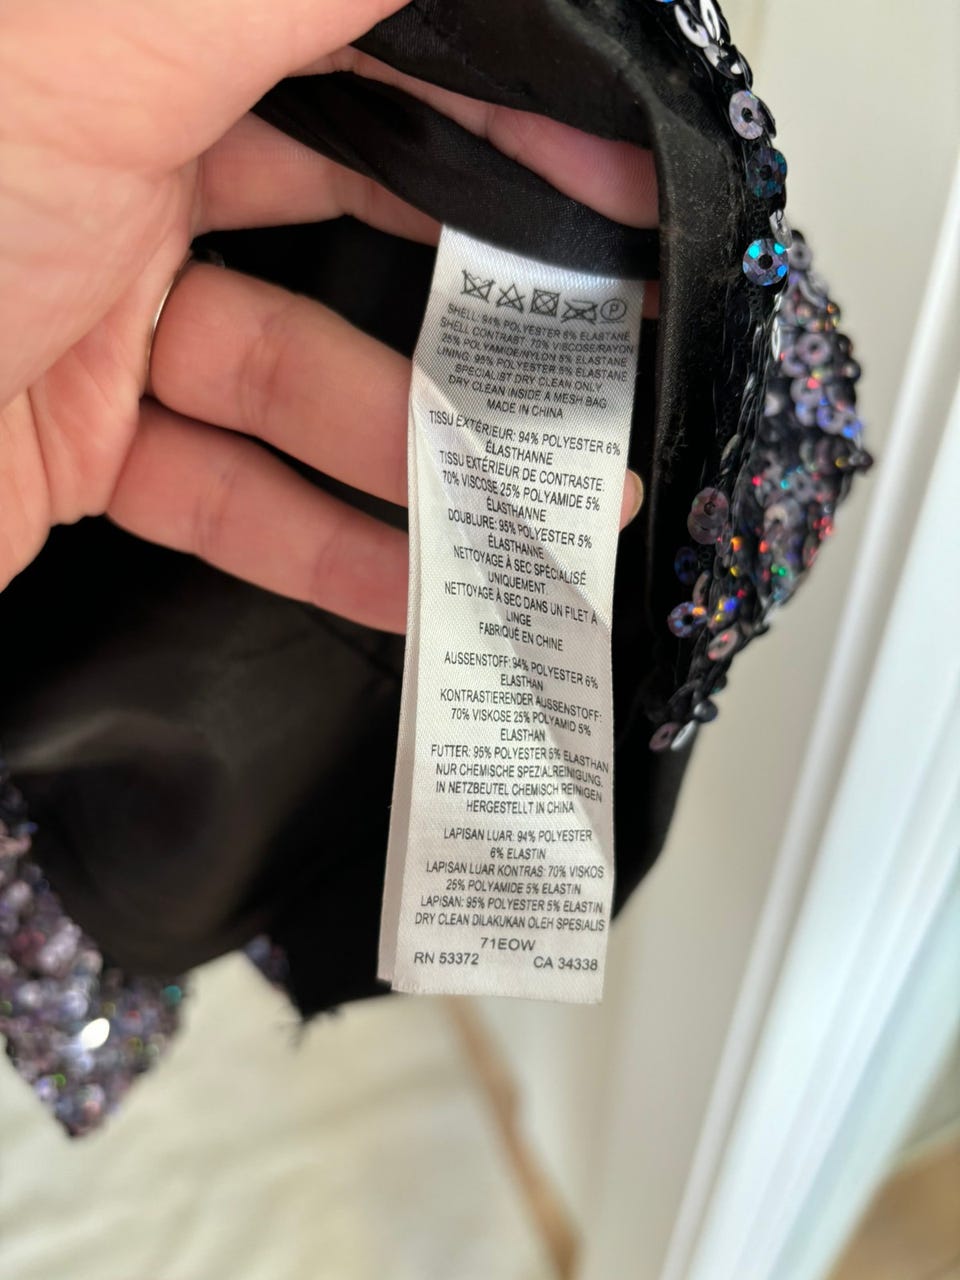 P
SHELL: 94% POLYESTER 6% ELASTANE
SHELL CONTRAST: 70% VISCOSE/RAYON
25% POLYAMIDE/NYLON 5% ELASTANE
LINING: 95% POLYESTER 5% ELASTANE
SPECIALIST DRY CLEAN ONLY
DRY CLEAN INSIDE A MESH BAG
MADE IN CHINA
TISSU EXTÉRIEUR: 94% POLYESTER 6%
ÉLASTHANNE
TISSU EXTÉRIEUR DE CONTRASTE:
70% VISCOSE 25% POLYAMIDE 5%
ÉLASTHANNE
DOUBLURE: 95% POLYESTER 5%
ÉLASTHANNE
NETTOYAGE À SEC SPÉCIALISÉ
UNIQUEMENT.
NETTOYAGE À SEC DANS UN FILET À
LINGE
FABRIQUÉ EN CHINE
AUSSENSTOFF: 94% POLYESTER 6%
ELASTHAN
KONTRASTIERENDER AUSSENSTOFF:
70% VISKOSE 25% POLYAMID 5%
ELASTHAN
FUTTER: 95% POLYESTER 5% ELASTHAN
NUR CHEMISCHE SPEZIALREINIGUNG.
IN NETZBEUTEL CHEMISCH REINIGEN
HERGESTELLT IN CHINA
LAPISAN LUAR: 94% POLYESTER
6% ELASTIN
LAPISAN LUAR KONTRAS: 70% VISKOS
25% POLYAMIDE 5% ELASTIN
LAPISAN: 95% POLYESTER 5% ELASTIN
DRY CLEAN DILAKUKAN OLEH SPESIALIS
71EOW
RN 53372 CA 34338